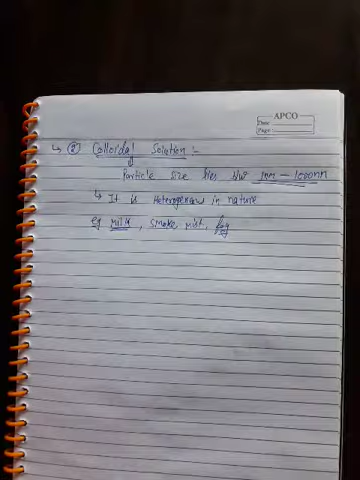 APCO
Date
Page
↳ ② Colloidal Solution :-
Particle size lies b/w 1nm - 1000nm
↳ It is Heterogeneous in nature
eg milk, smoke mist, fog